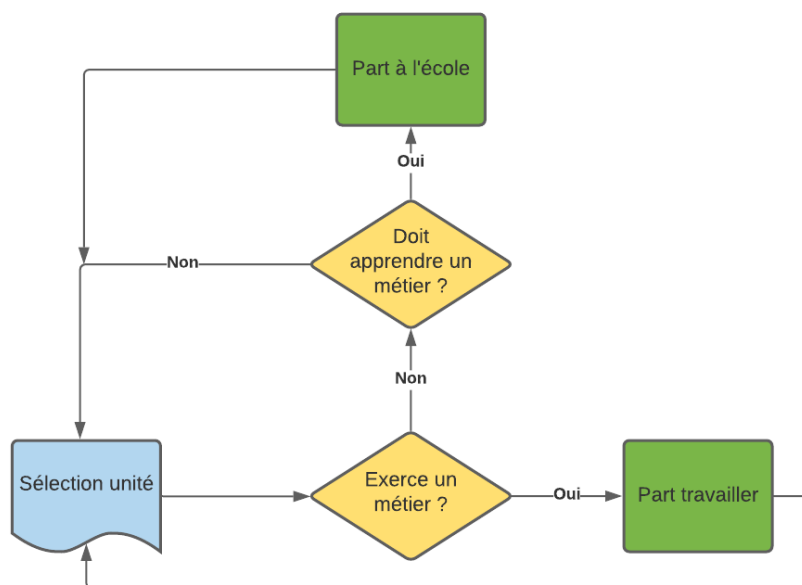 Part à l'école
Oui
Doit
apprendre un
métier ?
Non
Non
Sélection unité
Exerce un
métier ?
Oui
Part travailler